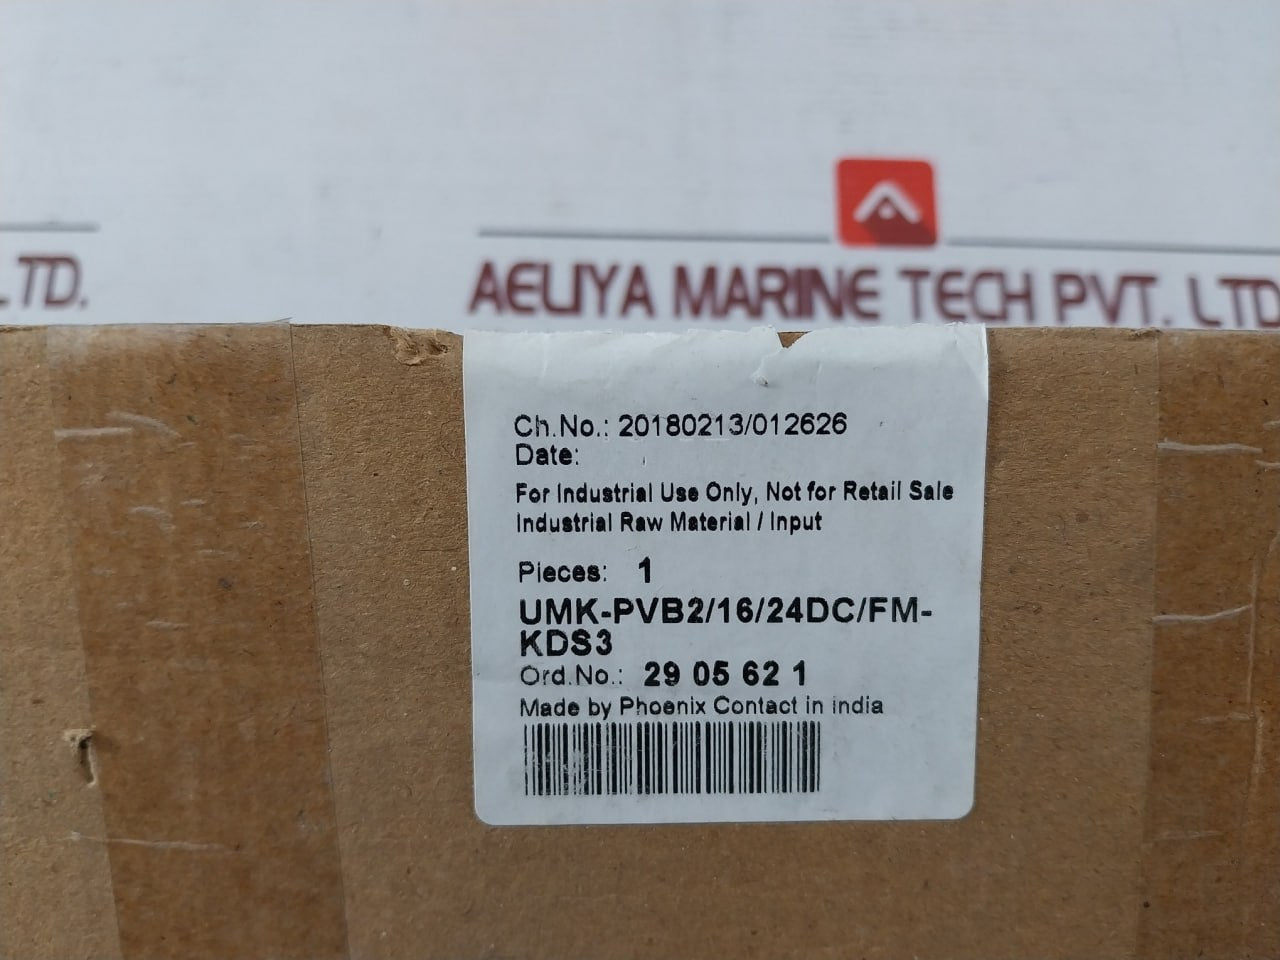 LTD.
AELIYA MARINE TECH PVT. LTD
Ch.No.: 20180213/012626
Date:
For Industrial Use Only, Not for Retail Sale
Industrial Raw Material / Input
Pieces: 1
UMK-PVB2/16/24DC/FM-
KDS3
Ord.No.: 29 05 62 1
Made by Phoenix Contact in India